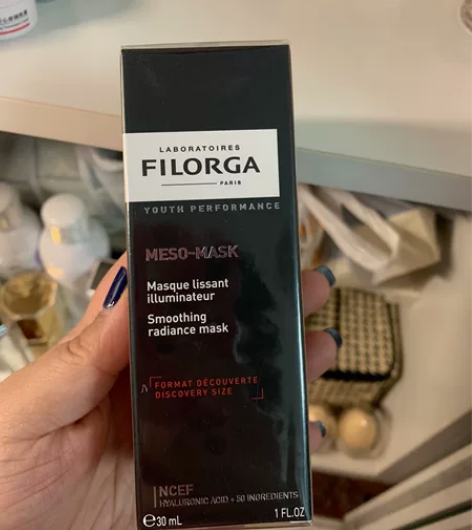 LABORATOIRES
FILORGA
PARIS
YOUTH PERFORMANCE
MESO-MASK
Masque lissant
illuminateur
Smoothing
radiance mask
FORMAT DÉCOUVERTE
DISCOVERY SIZE
NCEF
HYALURONIC ACID + 50 INGREDIENTS
℮30 mL 1 FL.OZ